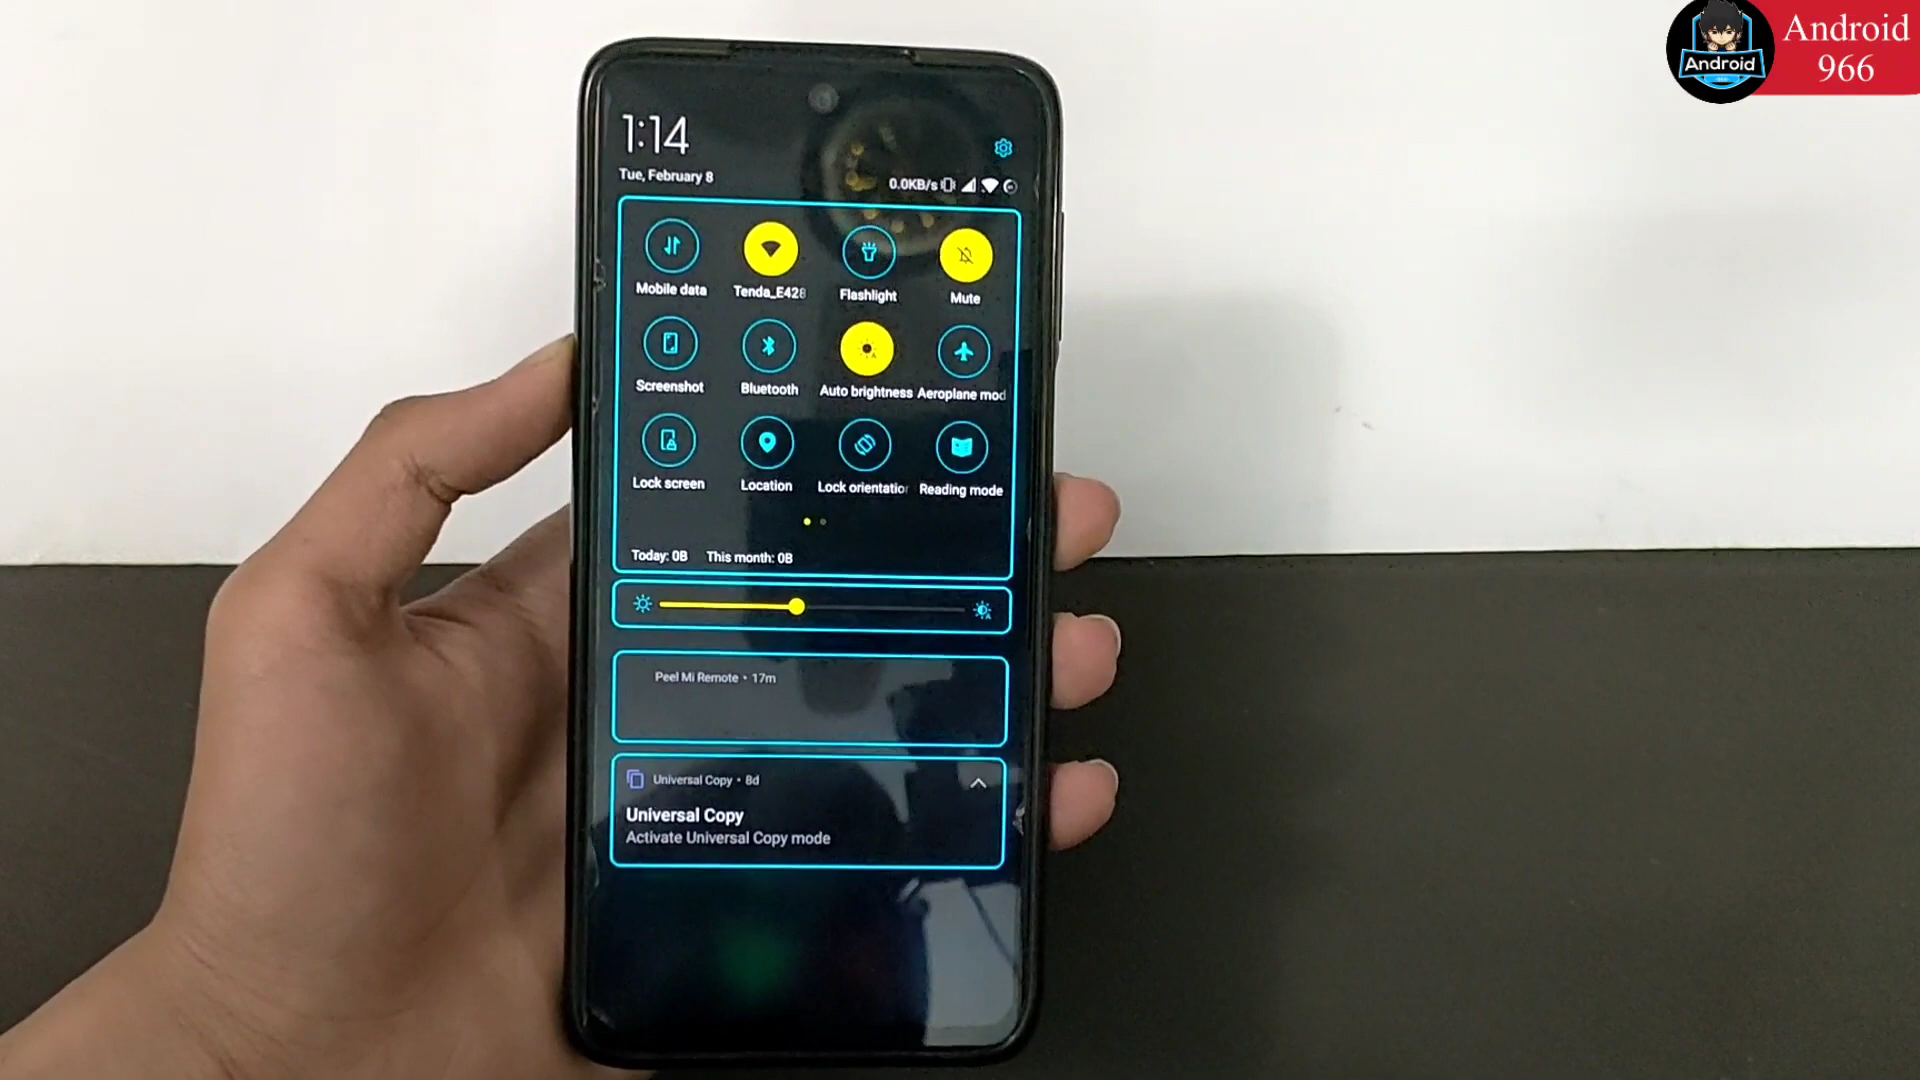 Android
Android
966
1:14
Tue, February 8
0.0KB/s
Mobile data
Tenda_E428
Flashlight
Mute
Screenshot
Bluetooth
Auto brightness
Aeroplane mod
Lock screen
Location
Lock orientation
Reading mode
Today: 0B This month: 0B
Peel Mi Remote • 17m
Universal Copy • 8d
Universal Copy
Activate Universal Copy mode